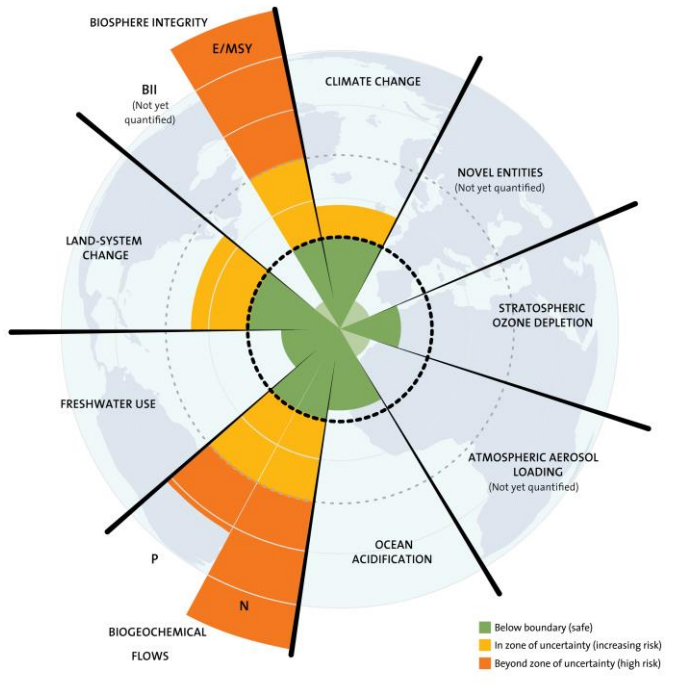 BIOSPHERE INTEGRITY
E/MSY
CLIMATE CHANGE
BII
(Not yet
quantified)
NOVEL ENTITIES
(Not yet quantified)
LAND-SYSTEM
CHANGE
STRATOSPHERIC
OZONE DEPLETION
FRESHWATER USE
ATMOSPHERIC AEROSOL
LOADING
(Not yet quantified)
OCEAN
ACIDIFICATION
P
N
BIOGEOCHEMICAL
FLOWS
Below boundary (safe)
In zone of uncertainty (increasing risk)
Beyond zone of uncertainty (high risk)